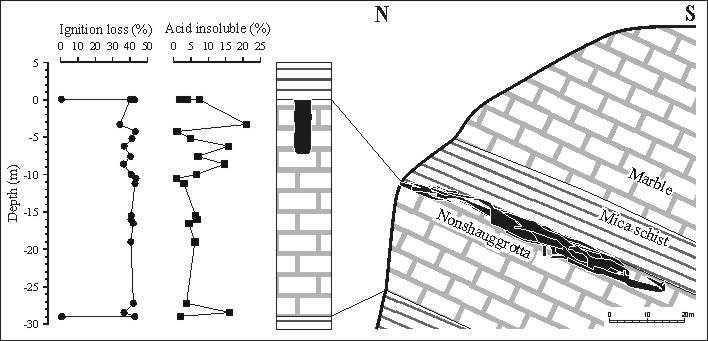 N S
Ignition loss (%) Acid insoluble (%)
0 10 20 30 40 50 0 5 10 15 20 25
5
0
-5
-10
-15
-20
-25
-30
Depth (m)
Marble
Mica schist
Nonshauggrotta
0 10 20m